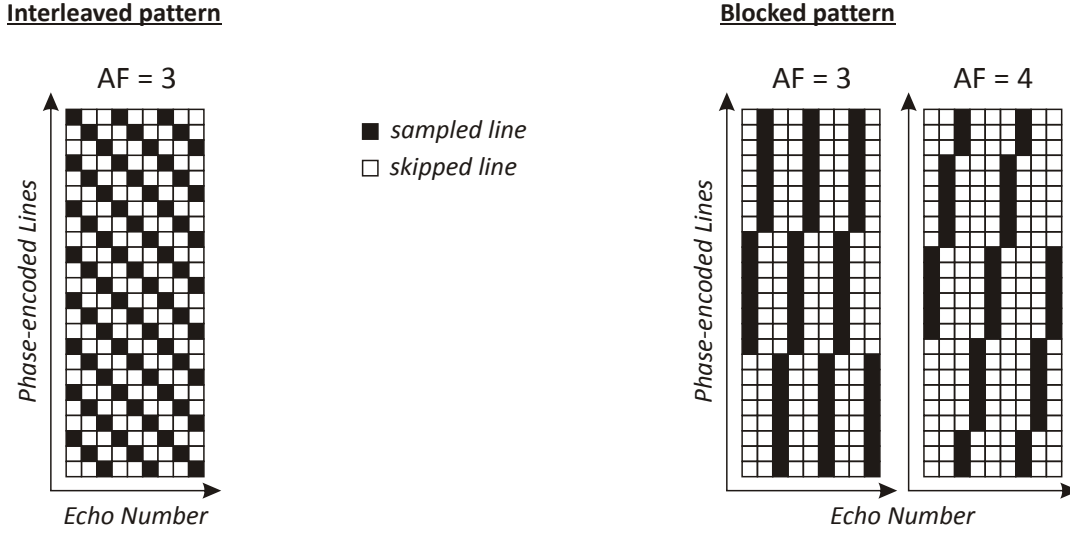 Interleaved pattern
AF = 3
Phase-encoded Lines
Echo Number
sampled line
skipped line
Blocked pattern
AF = 3
AF = 4
Phase-encoded Lines
Echo Number